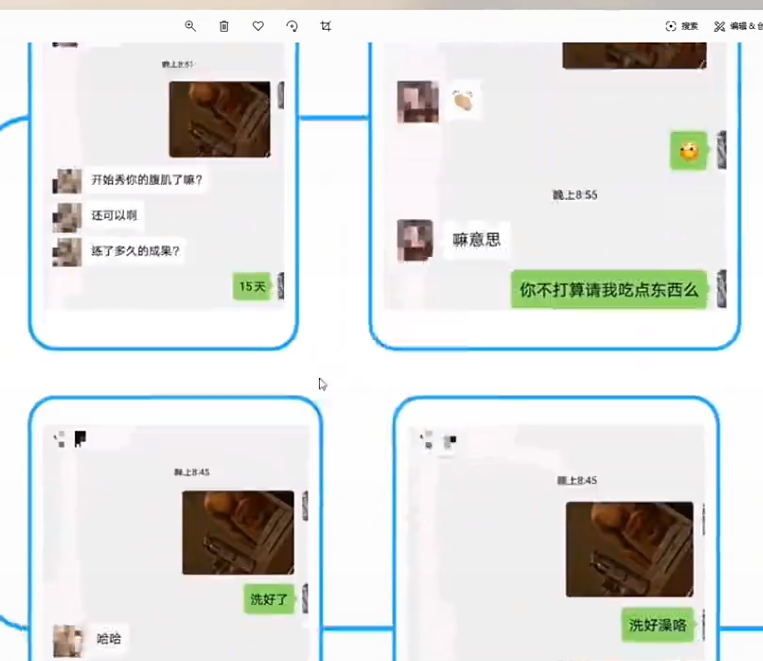 搜索
编辑 &
晚上8:51
开始秀你的腹肌了嘛?
还可以啊
练了多久的成果?
15天
晚上8:55
嘛意思
你不打算请我吃点东西么
晚上8:45
洗好了
哈哈
晚上8:45
洗好澡咯